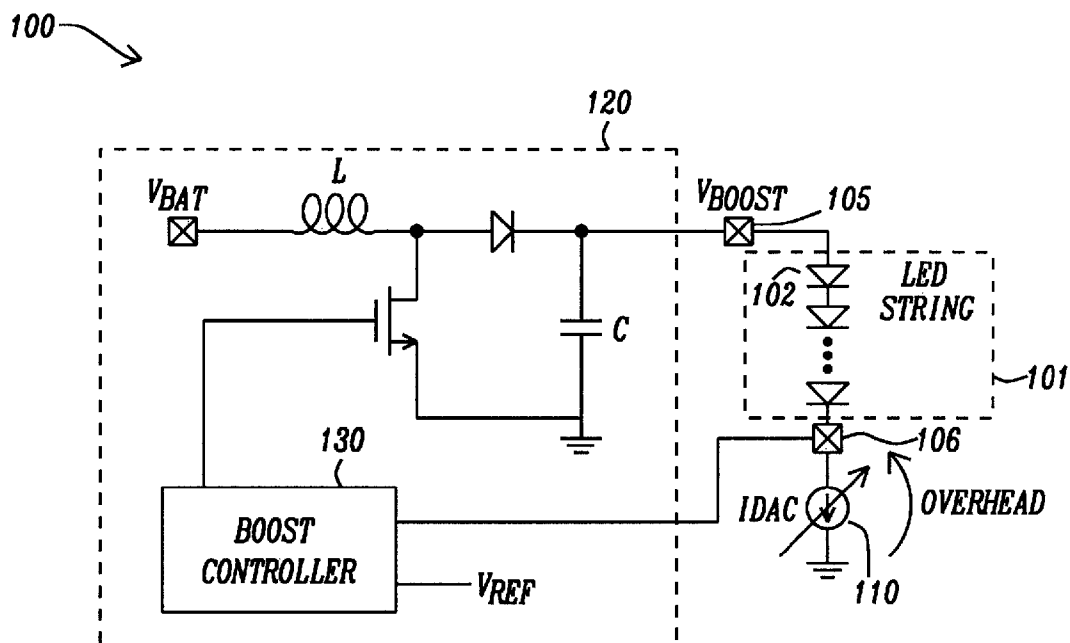 100
120
L
VBAT
VBOOST
105
102
LED
STRING
C
101
106
130
IDAC
OVERHEAD
BOOST
CONTROLLER
VREF
110